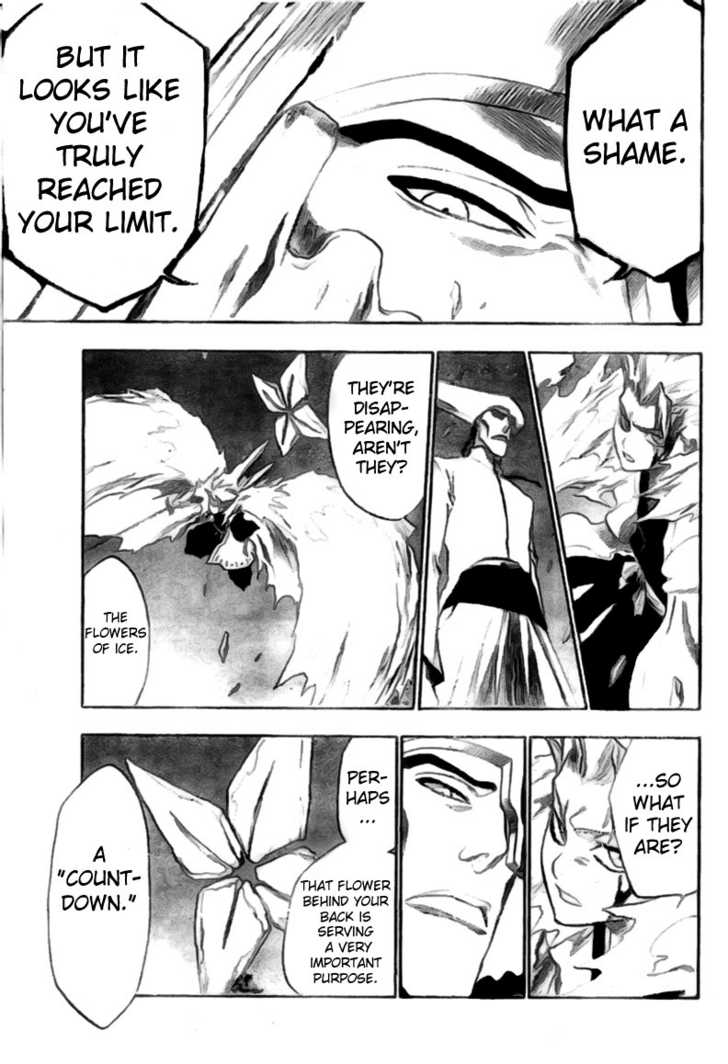 WHAT A
SHAME.
BUT IT
LOOKS LIKE
YOU'VE
TRULY
REACHED
YOUR LIMIT.
THEY'RE
DISAP-
PEARING,
AREN'T
THEY?
THE
FLOWERS
OF ICE.
...SO
WHAT
IF THEY
ARE?
PER-
HAPS
...
THAT FLOWER
BEHIND YOUR
BACK IS
SERVING
A VERY
IMPORTANT
PURPOSE.
A
"COUNT-
DOWN."